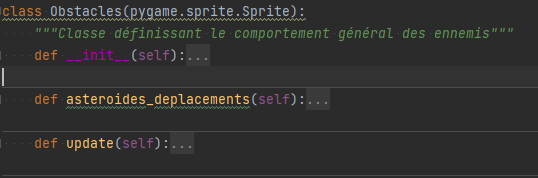 class Obstacles(pygame.sprite.Sprite):
"""Classe définissant le comportement général des ennemis"""
def __init__(self):...
def asteroides_deplacements(self):...
def update(self):...